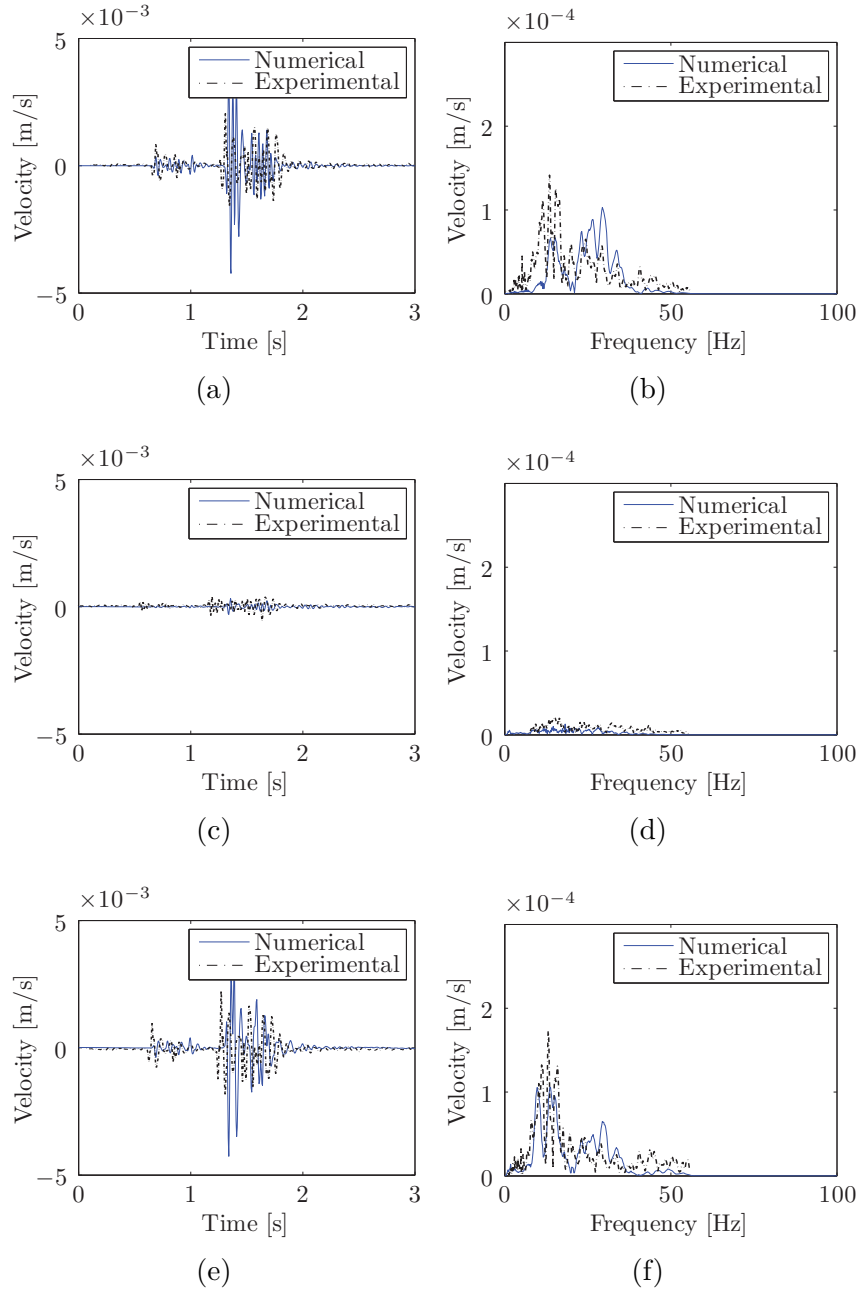 ×10⁻³
5
0
−5
0 1 2 3
Velocity [m/s]
Time [s]
Numerical
Experimental
(a)
×10⁻⁴
2
1
0
0 50 100
Velocity [m/s]
Frequency [Hz]
Numerical
Experimental
(b)
×10⁻³
5
0
−5
0 1 2 3
Velocity [m/s]
Time [s]
Numerical
Experimental
(c)
×10⁻⁴
2
1
0
0 50 100
Velocity [m/s]
Frequency [Hz]
Numerical
Experimental
(d)
×10⁻³
5
0
−5
0 1 2 3
Velocity [m/s]
Time [s]
Numerical
Experimental
(e)
×10⁻⁴
2
1
0
0 50 100
Velocity [m/s]
Frequency [Hz]
Numerical
Experimental
(f)